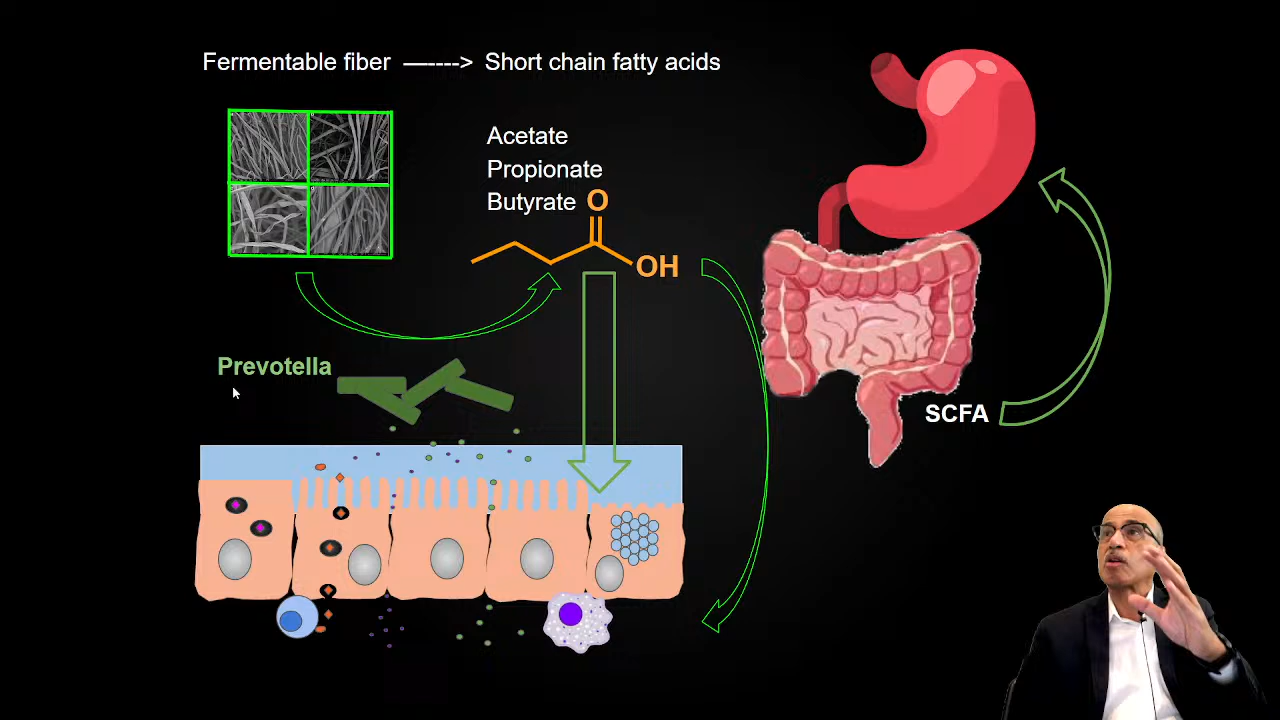 Fermentable fiber —----> Short chain fatty acids
Acetate
Propionate
Butyrate
O
OH
Prevotella
SCFA